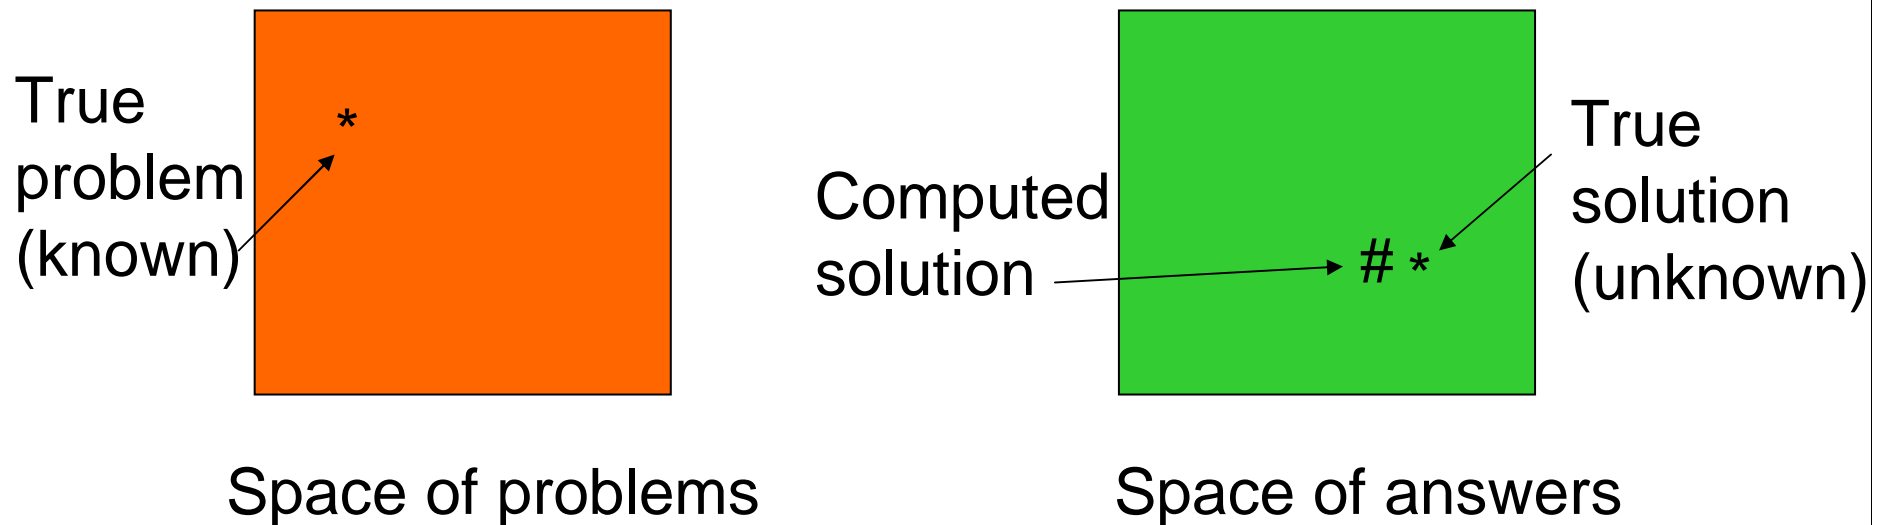 True
problem
(known)
*
Computed
solution
# *
True
solution
(unknown)
Space of problems
Space of answers